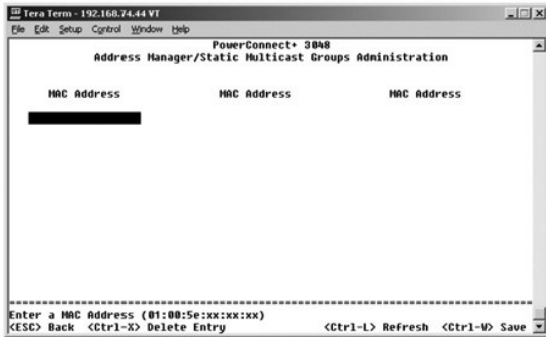 Tera Term - 192.168.74.44 VT
File Edit Setup Control Window Help
PowerConnect+ 3048
Address Manager/Static Multicast Groups Administration
MAC Address MAC Address MAC Address
Enter a MAC Address (01:00:5e:xx:xx:xx)
<ESC> Back <Ctrl-X> Delete Entry <Ctrl-L> Refresh <Ctrl-W> Save